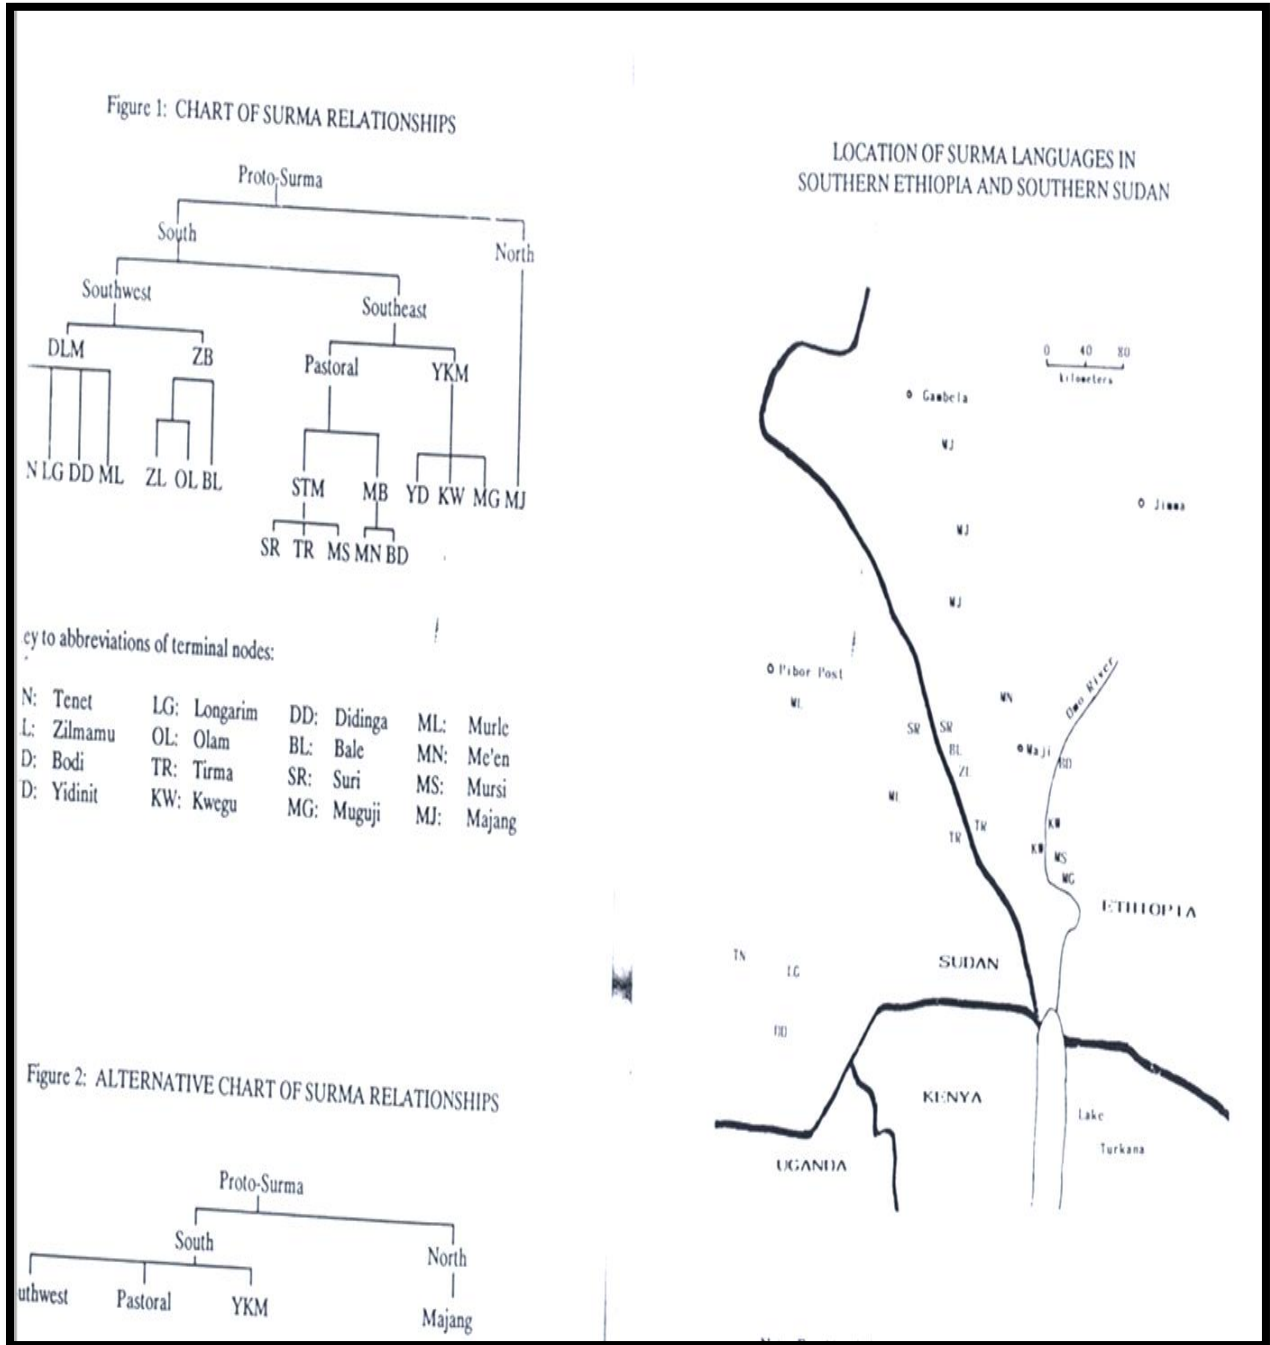 Figure 1: CHART OF SURMA RELATIONSHIPS
Proto-Surma
South
North
Southwest
Southeast
DLM
ZB
Pastoral
YKM
N LG DD ML ZL OL BL STM MB YD KW MG MJ
SR TR MS MN BD
ey to abbreviations of terminal nodes:
N: Tenet LG: Longarim DD: Didinga ML: Murle
L: Zilmamu OL: Olam BL: Bale MN: Me'en
D: Bodi TR: Tirma SR: Suri MS: Mursi
D: Yidinit KW: Kwegu MG: Muguji MJ: Majang
Figure 2: ALTERNATIVE CHART OF SURMA RELATIONSHIPS
Proto-Surma
South
North
uthwest Pastoral YKM
Majang
LOCATION OF SURMA LANGUAGES IN
SOUTHERN ETHIOPIA AND SOUTHERN SUDAN
0 40 80
kilometers
Gambela
MJ
Jimma
MJ
MJ
Pibor Post
ML
MN
Omo River
SR SR
BL
Maji
BD
ZL
ML
TR TR
KW
KW
MS
MG
ETHIOPIA
TN
LG
SUDAN
DD
KENYA
Lake
Turkana
UGANDA